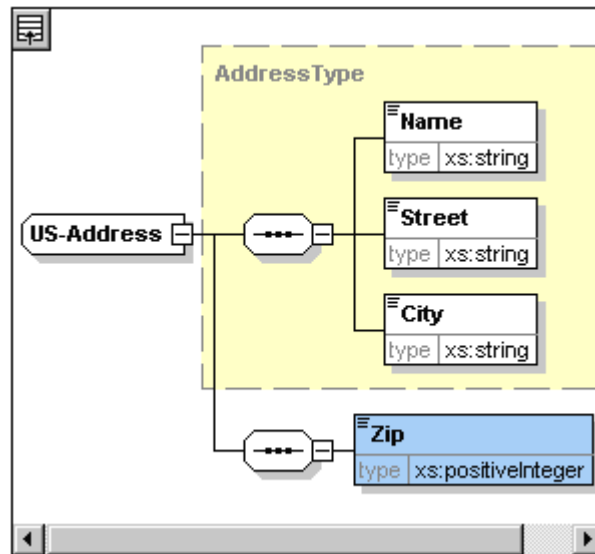 AddressType
Name
type xs:string
US-Address
Street
type xs:string
City
type xs:string
Zip
type xs:positiveInteger